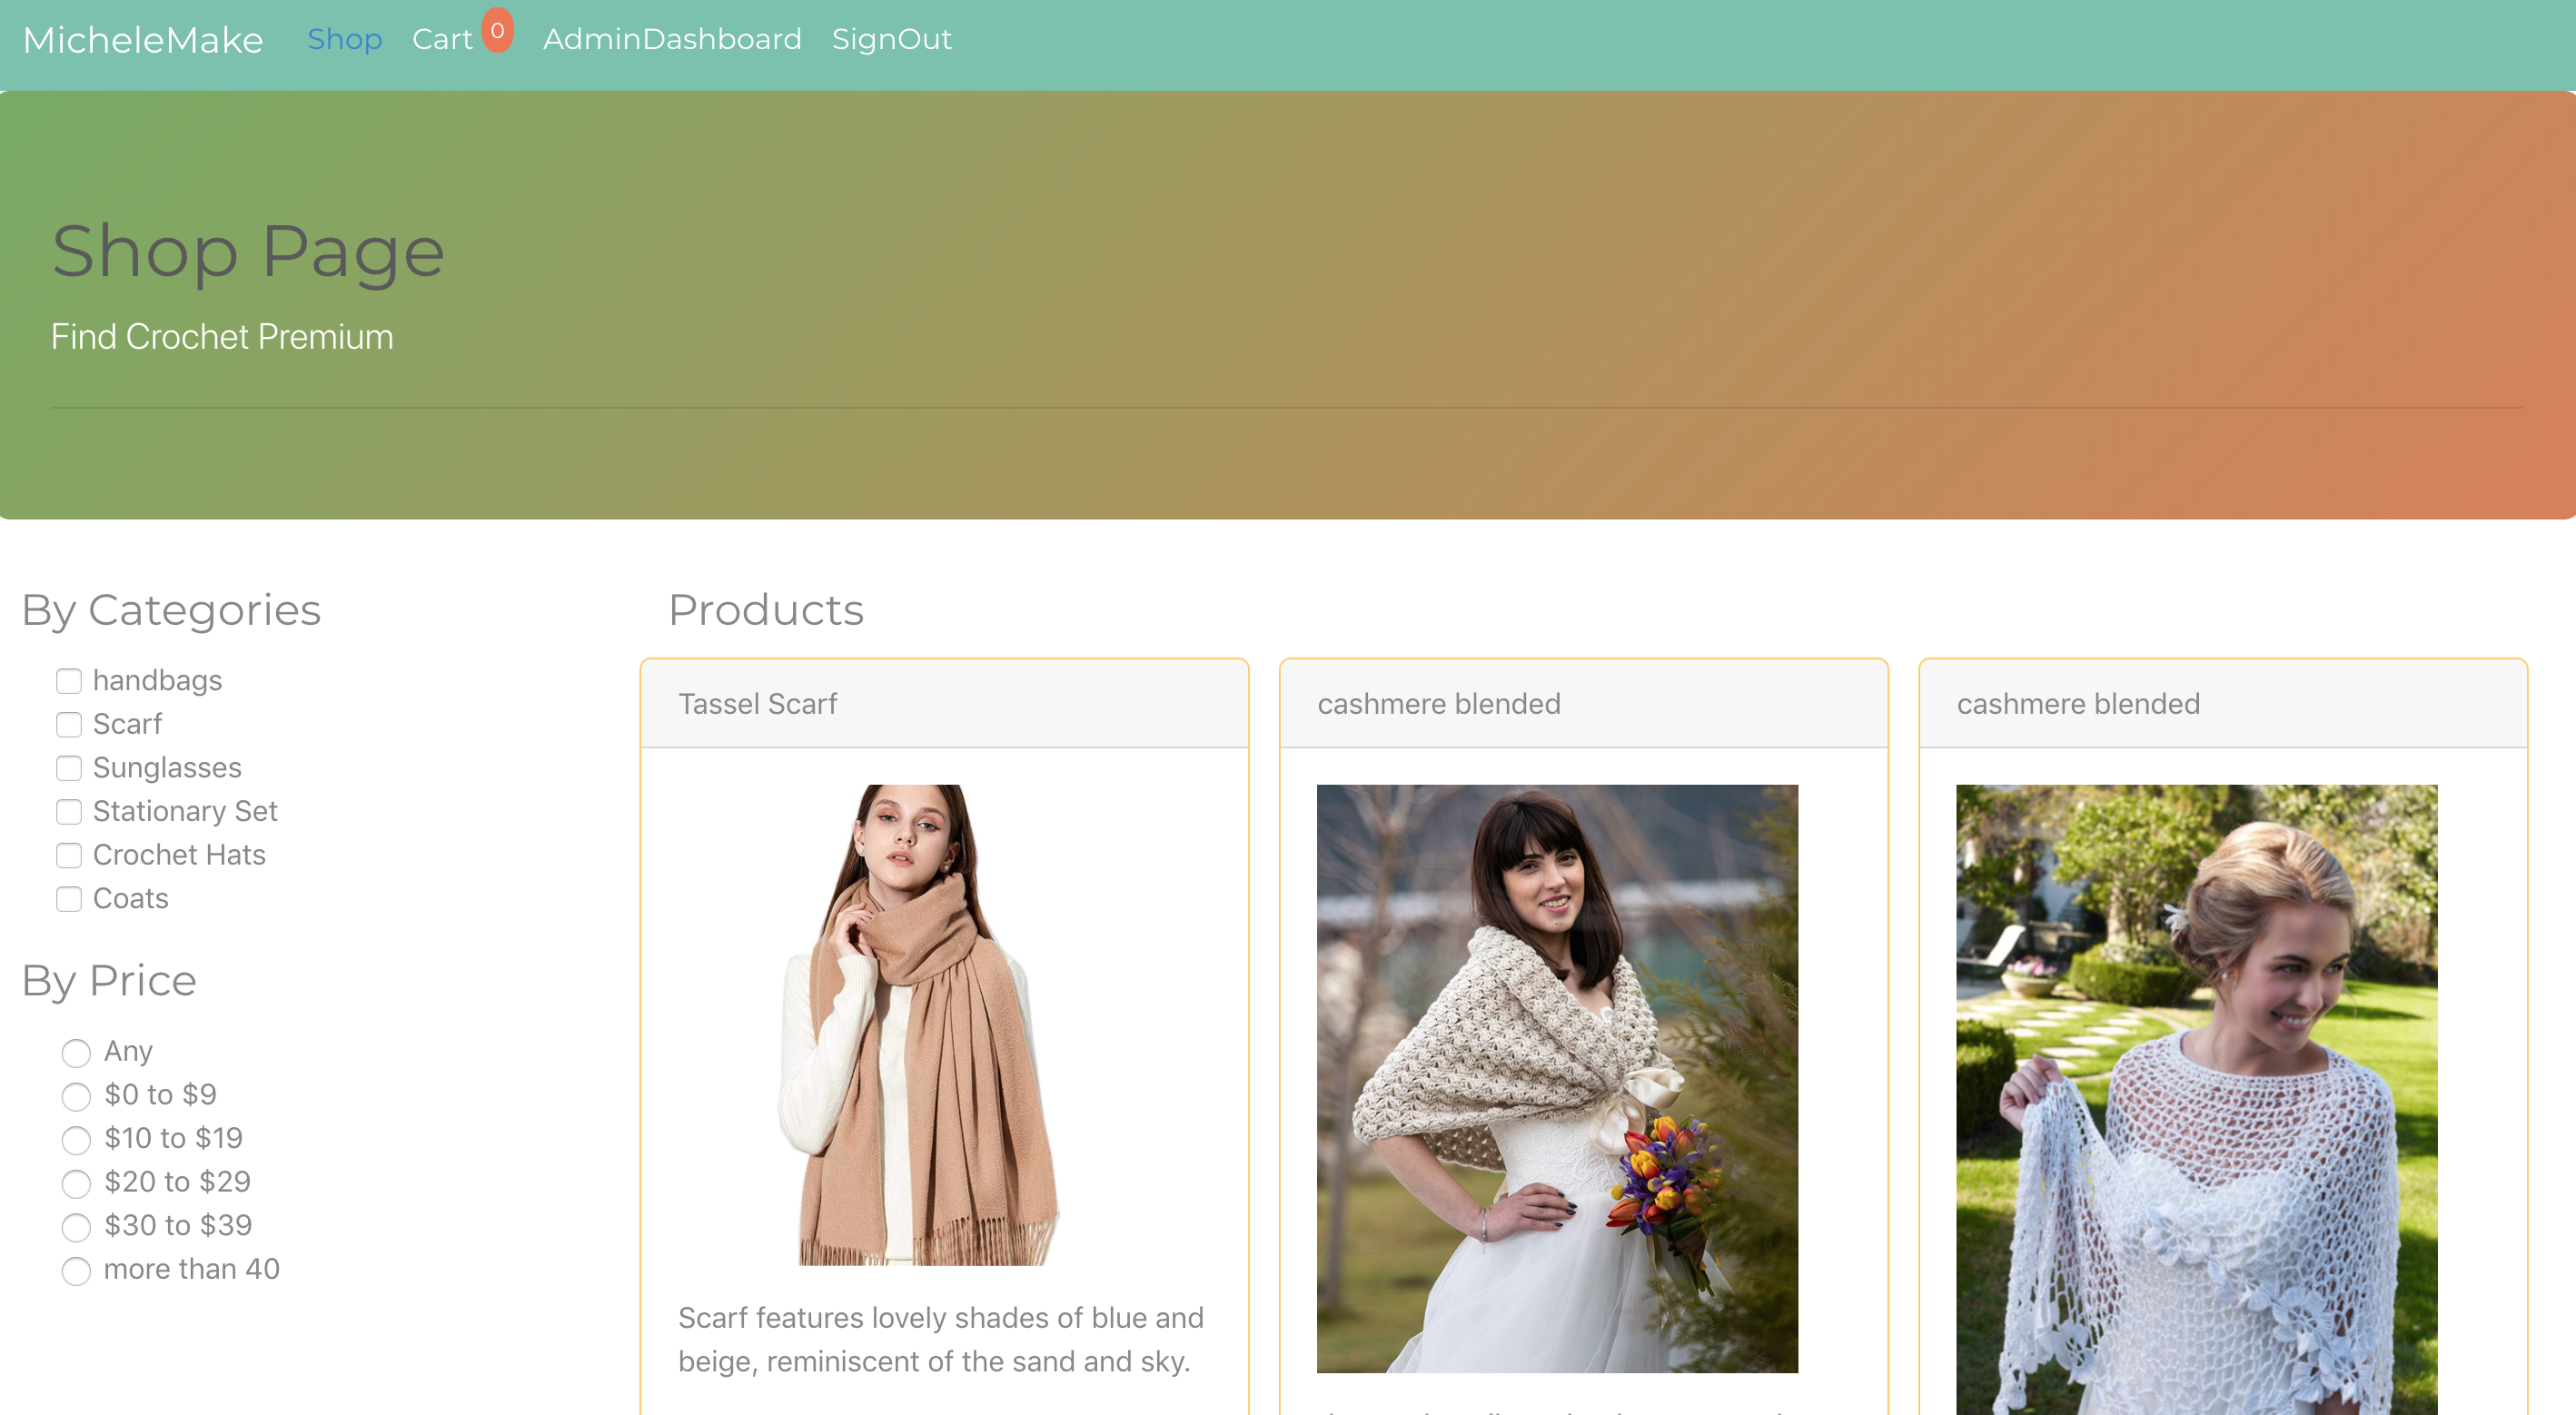 MicheleMake Shop Cart 0 AdminDashboard SignOut
Shop Page
Find Crochet Premium
By Categories
handbags
Scarf
Sunglasses
Stationary Set
Crochet Hats
Coats
By Price
Any
$0 to $9
$10 to $19
$20 to $29
$30 to $39
more than 40
Products
Tassel Scarf
Scarf features lovely shades of blue and
beige, reminiscent of the sand and sky.
cashmere blended
cashmere blended